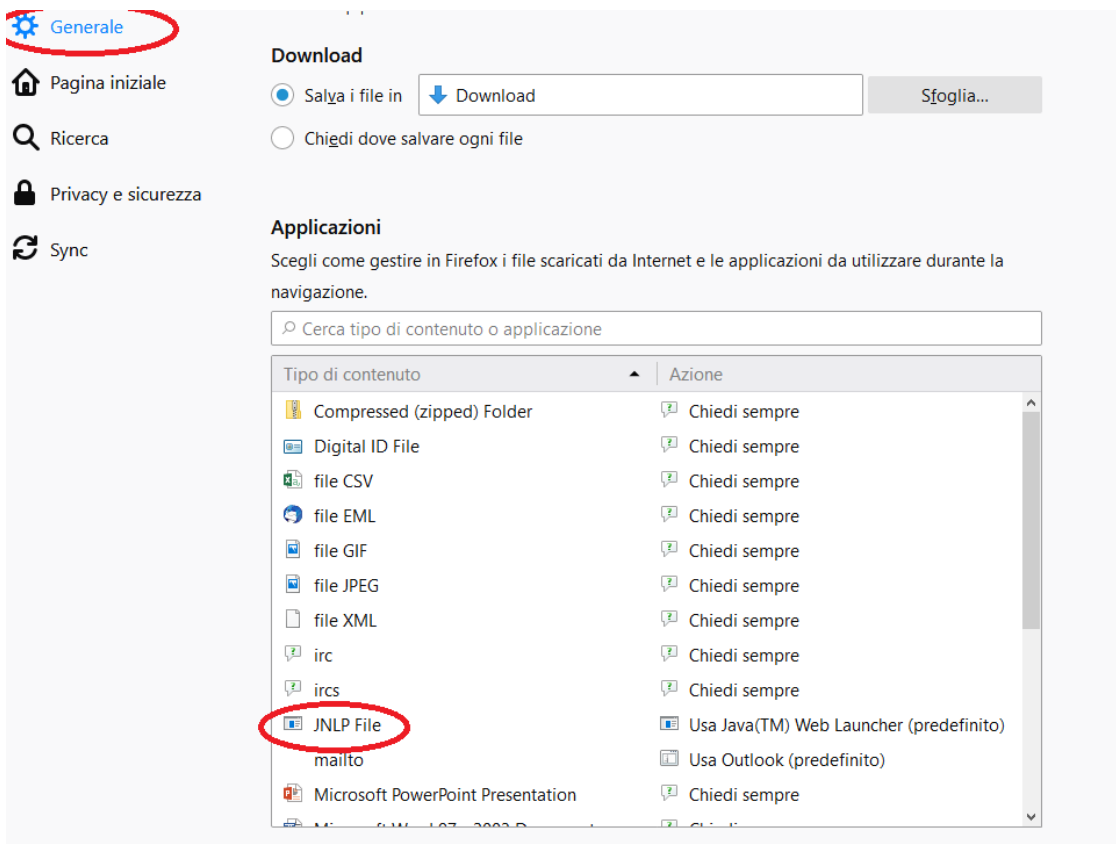 Generale
Pagina iniziale
Ricerca
Privacy e sicurezza
Sync
Download
Salva i file in
Download
Sfoglia...
Chiedi dove salvare ogni file
Applicazioni
Scegli come gestire in Firefox i file scaricati da Internet e le applicazioni da utilizzare durante la
navigazione.
Cerca tipo di contenuto o applicazione
Tipo di contenuto Azione
Compressed (zipped) Folder Chiedi sempre
Digital ID File Chiedi sempre
file CSV Chiedi sempre
file EML Chiedi sempre
file GIF Chiedi sempre
file JPEG Chiedi sempre
file XML Chiedi sempre
irc Chiedi sempre
ircs Chiedi sempre
JNLP File Usa Java(TM) Web Launcher (predefinito)
mailto Usa Outlook (predefinito)
Microsoft PowerPoint Presentation Chiedi sempre